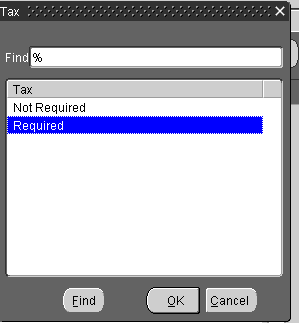 Tax
Find %
Tax
Not Required
Required
Find OK Cancel